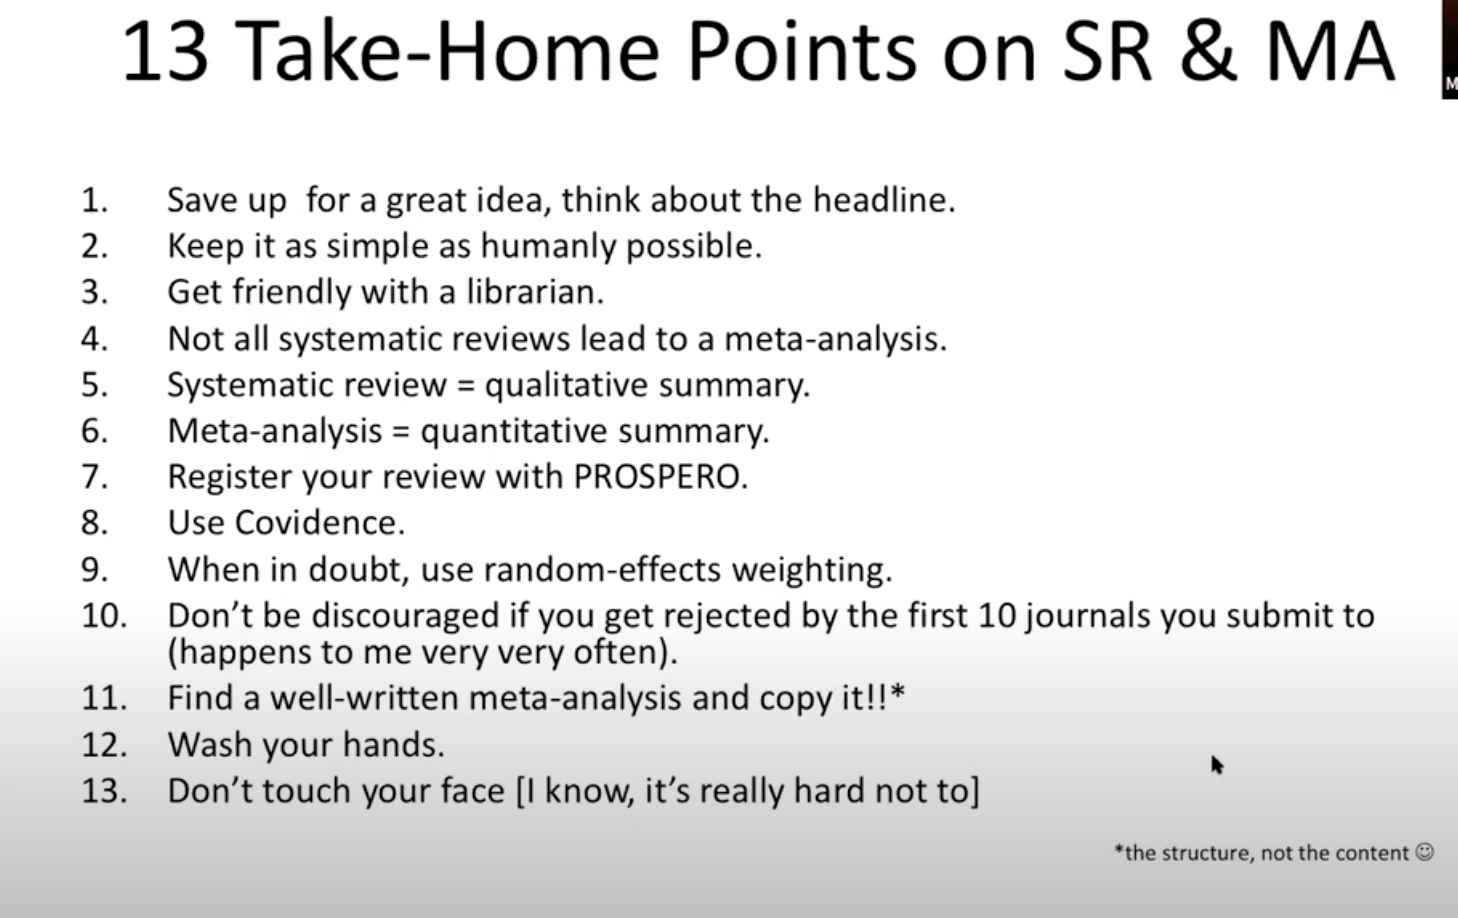 13 Take-Home Points on SR & MA
M
1. Save up  for a great idea, think about the headline.
2. Keep it as simple as humanly possible.
3. Get friendly with a librarian.
4. Not all systematic reviews lead to a meta-analysis.
5. Systematic review = qualitative summary.
6. Meta-analysis = quantitative summary.
7. Register your review with PROSPERO.
8. Use Covidence.
9. When in doubt, use random-effects weighting.
10. Don’t be discouraged if you get rejected by the first 10 journals you submit to
(happens to me very very often).
11. Find a well-written meta-analysis and copy it!!*
12. Wash your hands.
13. Don’t touch your face [I know, it’s really hard not to]
*the structure, not the content ☺